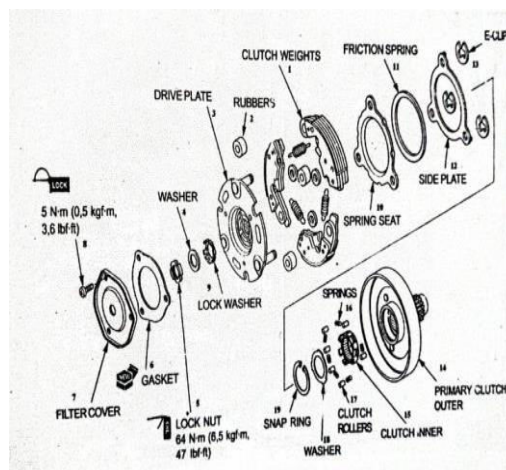 E-CLIP
FRICTION SPRING
11
13
CLUTCH WEIGHTS
1
RUBBERS
2
DRIVE PLATE
3
12
SIDE PLATE
LOCK
5 N·m (0,5 kgf·m,
3,6 lbf·ft)
8
WASHER
4
10
SPRING SEAT
9
LOCK WASHER
SPRINGS
16
6
GASKET
7
FILTER COVER
5
LOCK NUT
64 N·m (6,5 kgf·m,
47 lbf·ft)
19
SNAP RING
17
CLUTCH
ROLLERS
18
WASHER
15
CLUTCH INNER
14
PRIMARY CLUTCH
OUTER